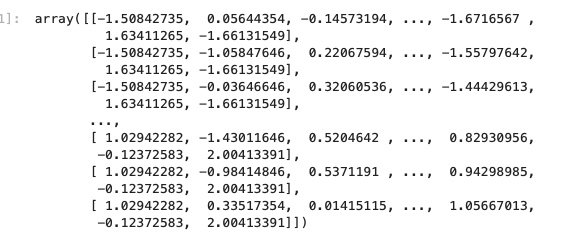 1]: array([[-1.50842735, 0.05644354, -0.14573194, ..., -1.6716567 ,
1.63411265, -1.66131549],
[-1.50842735, -1.05847646, 0.22067594, ..., -1.55797642,
1.63411265, -1.66131549],
[-1.50842735, -0.03646646, 0.32060536, ..., -1.44429613,
1.63411265, -1.66131549],
...,
[ 1.02942282, -1.43011646, 0.5204642 , ..., 0.82930956,
-0.12372583, 2.00413391],
[ 1.02942282, -0.98414846, 0.5371191 , ..., 0.94298985,
-0.12372583, 2.00413391],
[ 1.02942282, 0.33517354, 0.01415115, ..., 1.05667013,
-0.12372583, 2.00413391]])